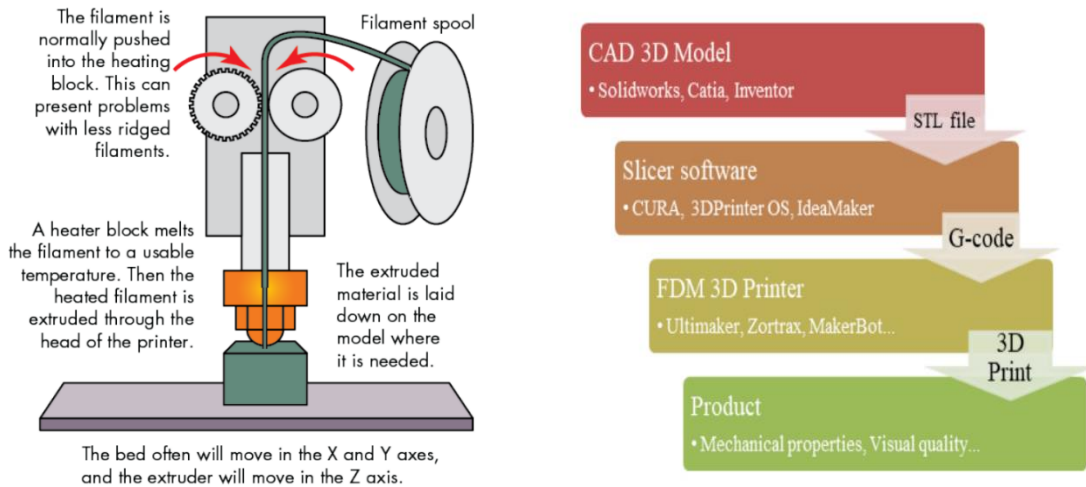 The filament is
normally pushed
into the heating
block. This can
present problems
with less ridged
filaments.
Filament spool
A heater block melts
the filament to a usable
temperature. Then the
heated filament is
extruded through the
head of the printer.
The extruded
material is laid
down on the
model where
it is needed.
The bed often will move in the X and Y axes,
and the extruder will move in the Z axis.
CAD 3D Model
• Solidworks, Catia, Inventor
STL file
Slicer software
• CURA, 3DPrinter OS, IdeaMaker
G-code
FDM 3D Printer
• Ultimaker, Zortrax, MakerBot...
3D
Print
Product
• Mechanical properties, Visual quality...